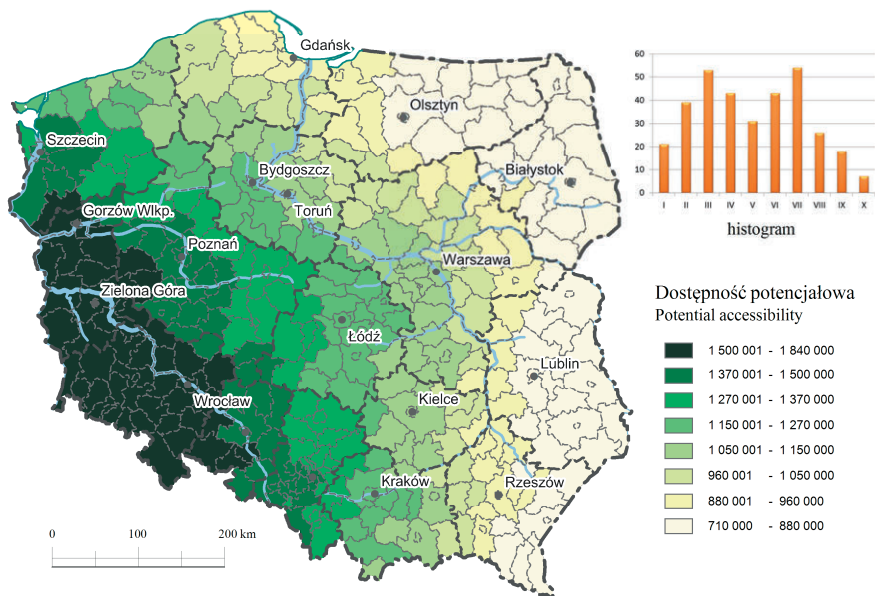 Gdańsk
Olsztyn
Szczecin
Bydgoszcz
Białystok
Toruń
Gorzów Wlkp.
Poznań
Warszawa
Zielona Góra
Łódź
Lublin
Wrocław
Kielce
Kraków
Rzeszów
0 100 200 km
60
50
40
30
20
10
0
I II III IV V VI VII VIII IX X
histogram
Dostępność potencjałowa
Potential accessibility
1 500 001 - 1 840 000
1 370 001 - 1 500 000
1 270 001 - 1 370 000
1 150 001 - 1 270 000
1 050 001 - 1 150 000
960 001 - 1 050 000
880 001 - 960 000
710 000 - 880 000